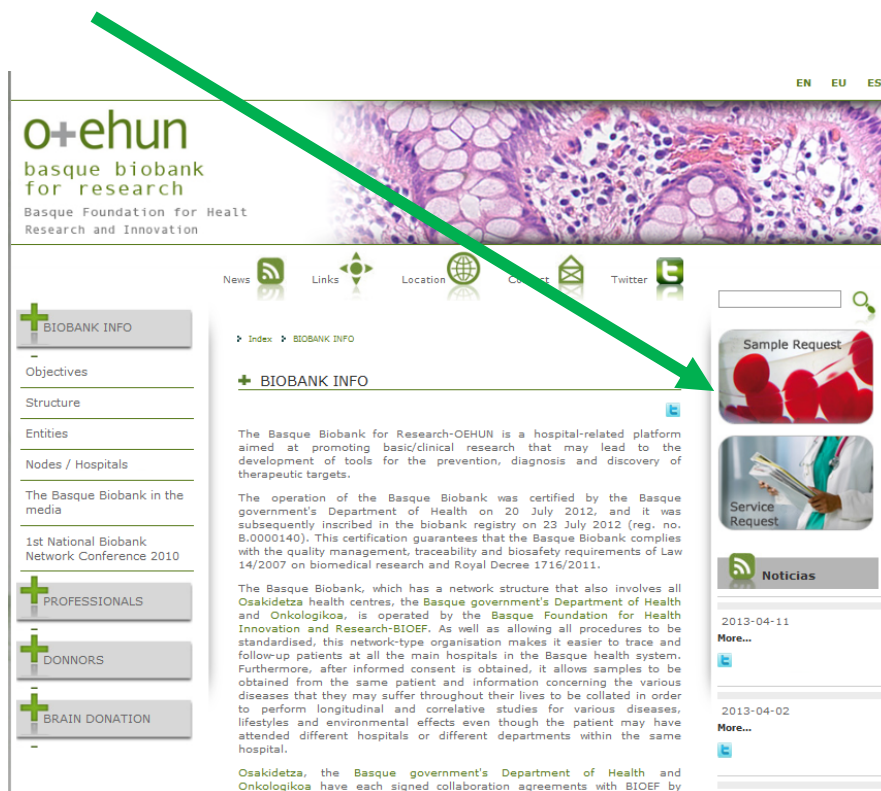 EN EU ES
o+ehun
basque biobank
for research
Basque Foundation for Healt
Research and Innovation
News Links Location Twitter
BIOBANK INFO
Objectives
Structure
Entities
Nodes / Hospitals
The Basque Biobank in the
media
1st National Biobank
Network Conference 2010
PROFESSIONALS
DONNORS
BRAIN DONATION
Index BIOBANK INFO
BIOBANK INFO
The Basque Biobank for Research-OEHUN is a hospital-related platform
aimed at promoting basic/clinical research that may lead to the
development of tools for the prevention, diagnosis and discovery of
therapeutic targets.
The operation of the Basque Biobank was certified by the Basque
government's Department of Health on 20 July 2012, and it was
subsequently inscribed in the biobank registry on 23 July 2012 (reg. no.
B.0000140). This certification guarantees that the Basque Biobank complies
with the quality management, traceability and biosafety requirements of Law
14/2007 on biomedical research and Royal Decree 1716/2011.
The Basque Biobank, which has a network structure that also involves all
Osakidetza health centres, the Basque government's Department of Health
and Onkologikoa, is operated by the Basque Foundation for Health
Innovation and Research-BIOEF. As well as allowing all procedures to be
standardised, this network-type organisation makes it easier to trace and
follow-up patients at all the main hospitals in the Basque health system.
Furthermore, after informed consent is obtained, it allows samples to be
obtained from the same patient and information concerning the various
diseases that they may suffer throughout their lives to be collated in order
to perform longitudinal and correlative studies for various diseases,
lifestyles and environmental effects even though the patient may have
attended different hospitals or different departments within the same
hospital.
Osakidetza, the Basque government's Department of Health and
Onkologikoa have each signed collaboration agreements with BIOEF by
Sample Request
Service
Request
Noticias
2013-04-11
More...
2013-04-02
More...